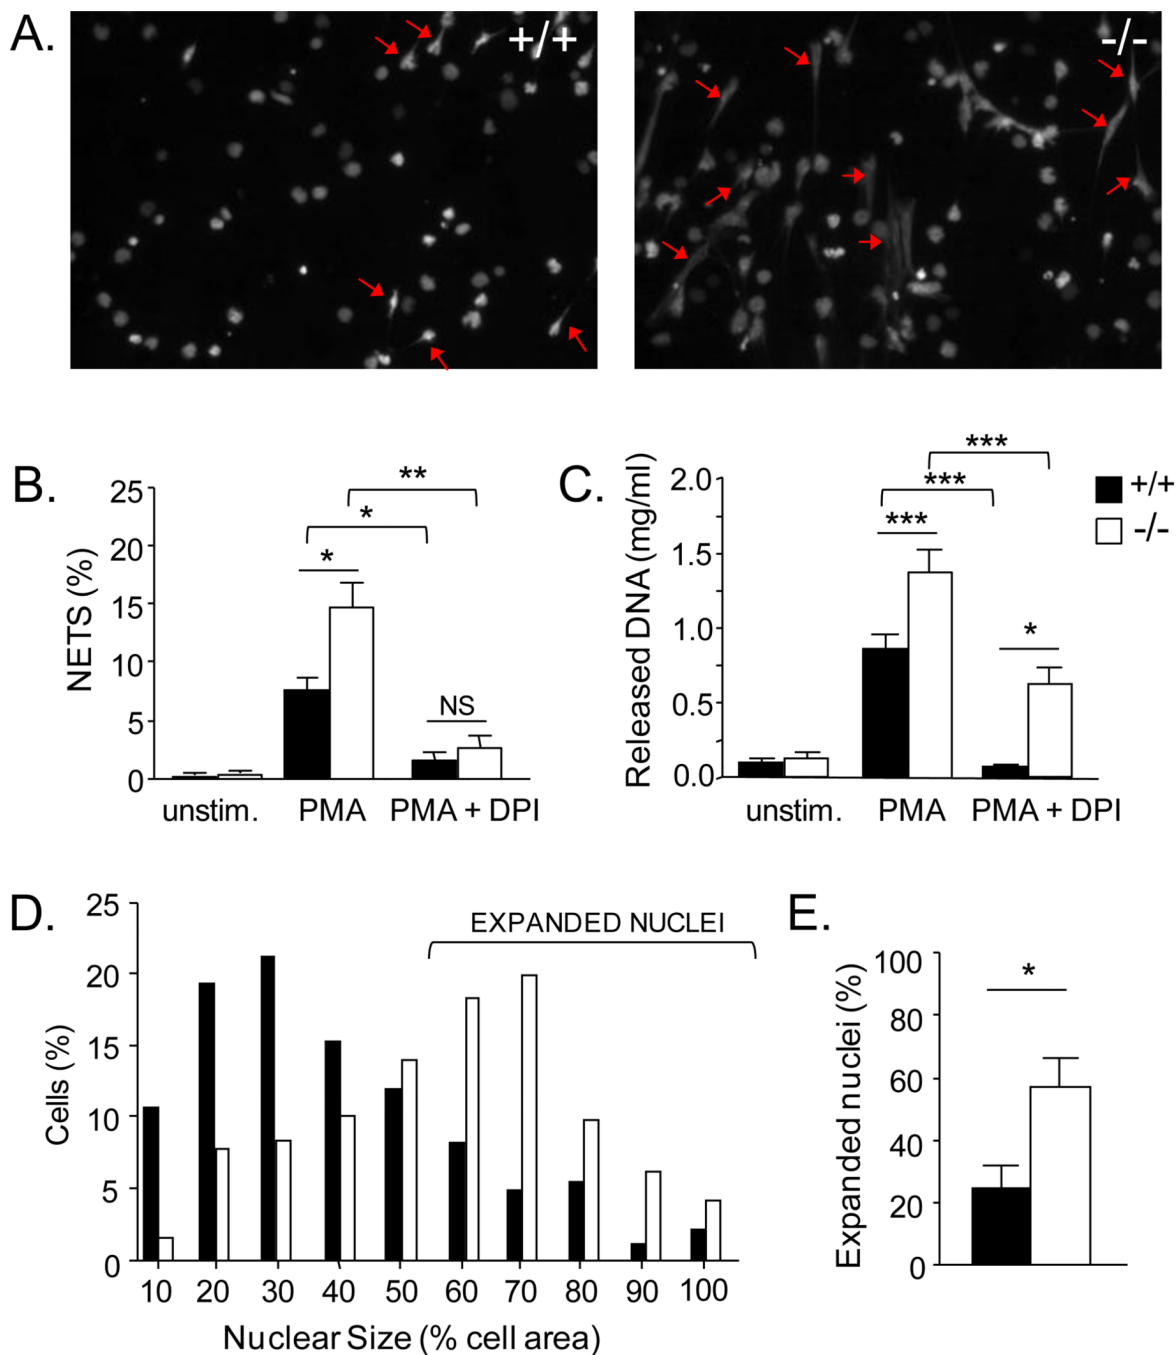 A.
+/+
-/-
B.
NETS (%)
25
20
15
10
5
0
*
*
**
NS
unstim.
PMA
PMA + DPI
C.
Released DNA (mg/ml)
2.0
1.5
1.0
0.5
0.0
***
***
***
*
unstim.
PMA
PMA + DPI
+/+
-/-
D.
Cells (%)
25
20
15
10
5
0
EXPANDED NUCLEI
10 20 30 40 50 60 70 80 90 100
Nuclear Size (% cell area)
E.
Expanded nuclei (%)
100
80
60
40
20
0
*